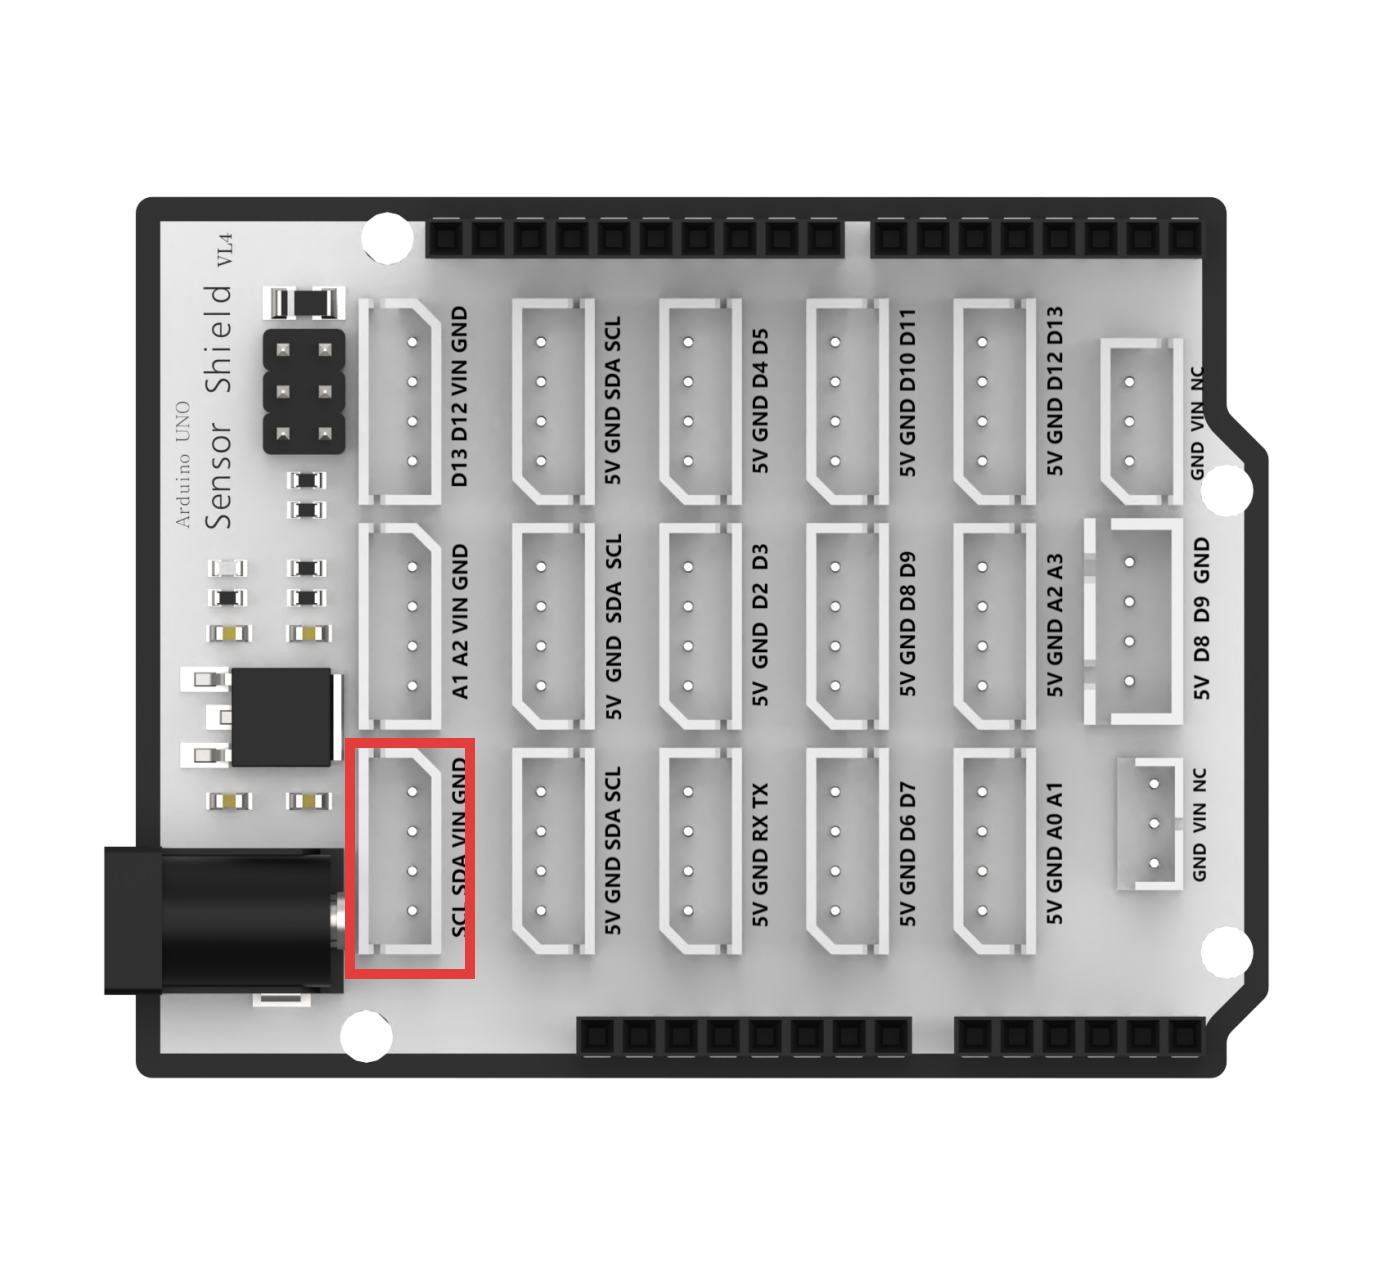 Arduino UNO
Sensor Shield VL4
D13 D12 VIN GND
5V GND SDA SCL
5V GND D4 D5
5V GND D10 D11
5V GND D12 D13
GND VIN NC
A1 A2 VIN GND
5V GND SDA SCL
5V GND D2 D3
5V GND D8 D9
5V GND A2 A3
5V D8 D9 GND
SCL SDA VIN GND
5V GND SDA SCL
5V GND RX TX
5V GND D6 D7
5V GND A0 A1
GND VIN NC